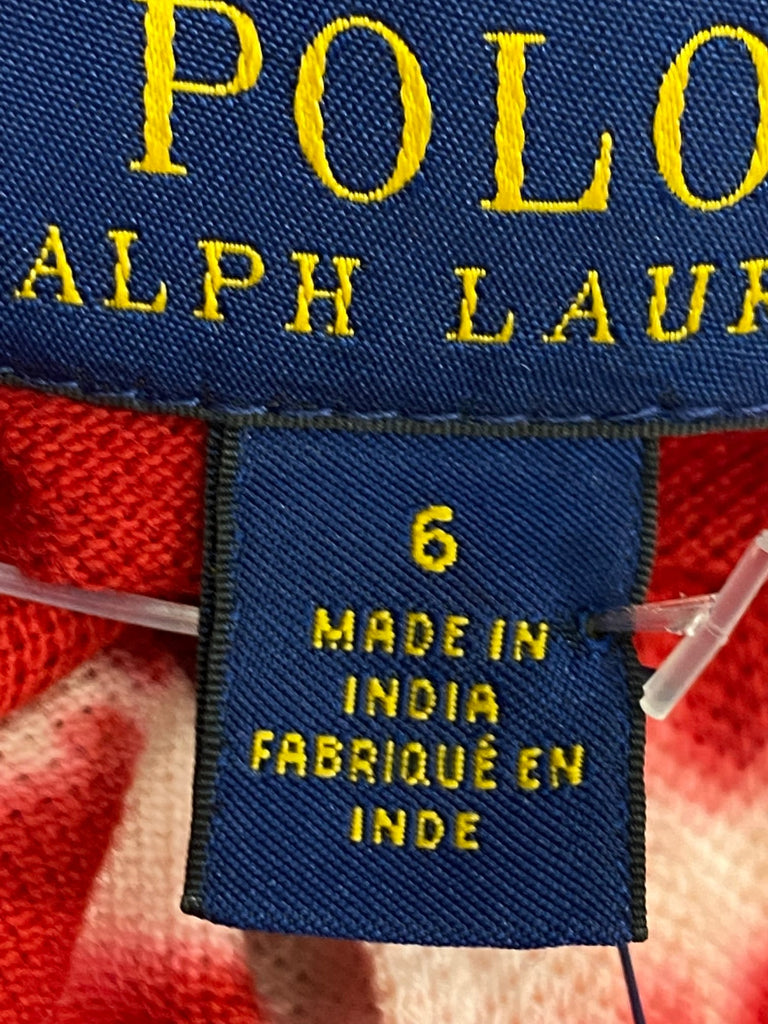 POLO
ALPH LAUR
6
MADE IN
INDIA
FABRIQUÉ EN
INDE